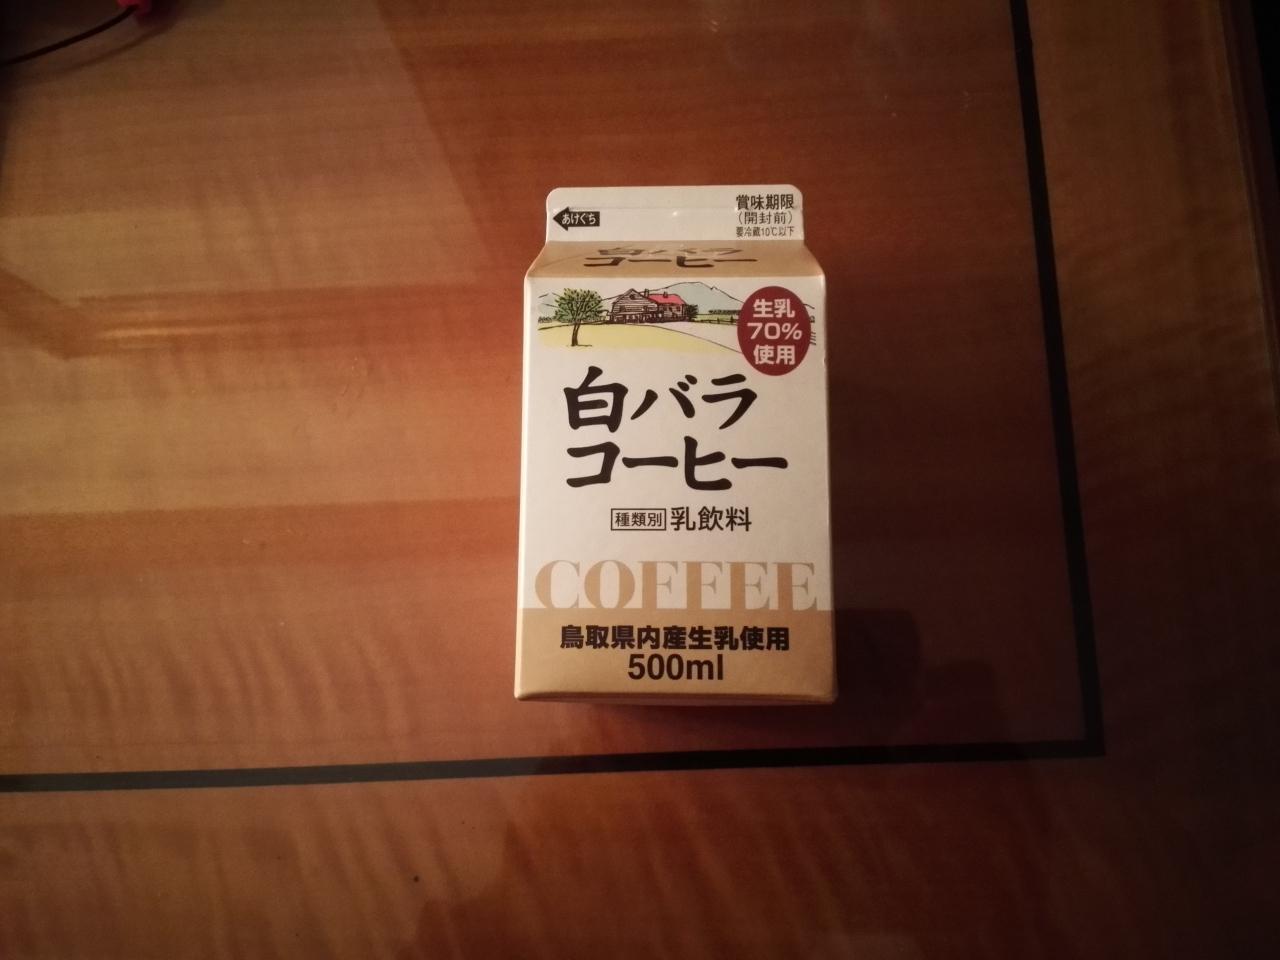 あけぐち
賞味期限
(開封前)
要冷蔵10℃以下
白バラ
コーヒー
生乳
70%
使用
白バラ
コーヒー
種類別 乳飲料
COFFEE
鳥取県内産生乳使用
500ml